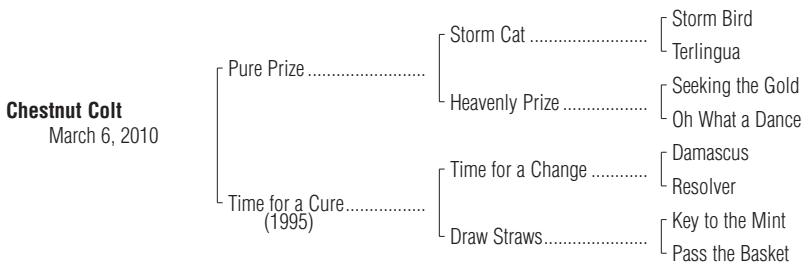 Storm Bird
Storm Cat ........................
Terlingua
Pure Prize ........................
Seeking the Gold
Heavenly Prize .................
Oh What a Dance
Chestnut Colt
March 6, 2010
Damascus
Time for a Change ............
Resolver
Time for a Cure................
(1995)
Key to the Mint
Draw Straws.....................
Pass the Basket